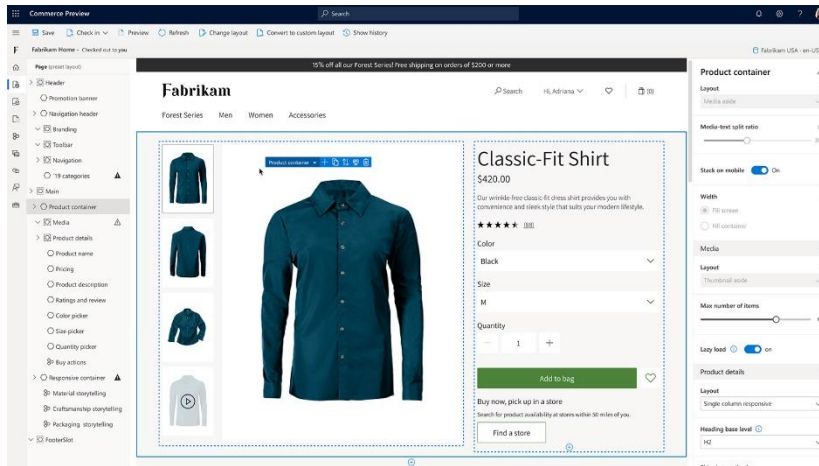 Commerce Preview
Search
?
Save
Check in
Preview
Refresh
Change layout
Convert to custom layout
Show history
Fabrikam Home - Checked out to you
Fabrikam USA - en-US
Page (preset layout)
Header
Promotion banner
Navigation header
Branding
Toolbar
Navigation
19 categories
Main
Product container
Media
Product details
Product name
Pricing
Product description
Ratings and review
Color picker
Size picker
Quantity picker
Buy actions
Responsive container
Material storytelling
Craftsmanship storytelling
Packaging storytelling
FooterSlot
15% off all our Forest Series! Free shipping on orders of $200 or more
Fabrikam
Search
Hi, Adriana
(0)
Forest Series
Men
Women
Accessories
Product container
Classic-Fit Shirt
$420.00
Our wrinkle-free classic-fit dress shirt provides you with
convenience and sleek style that suits your modern lifestyle.
Color
Black
Size
M
Quantity
1
Add to bag
Buy now, pick up in a store
Search for product availability at stores within 50 miles of you.
Find a store
Product container
Layout
Media aside
Media-text split ratio
Stack on mobile
On
Width
Fill screen
Fill container
Media
Layout
Thumbnail aside
Max number of items
Lazy load
on
Product details
Layout
Single column responsive
Heading base level
H2